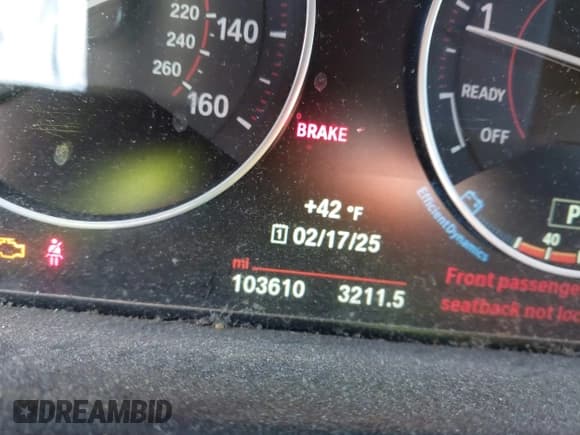 220
140
240
260
160
1
READY
OFF
BRAKE
+42 °F
1 02/17/25
mi
103610 3211.5
EfficientDynamics
P
40
Front passenge
seatback not loc
DREAMBID